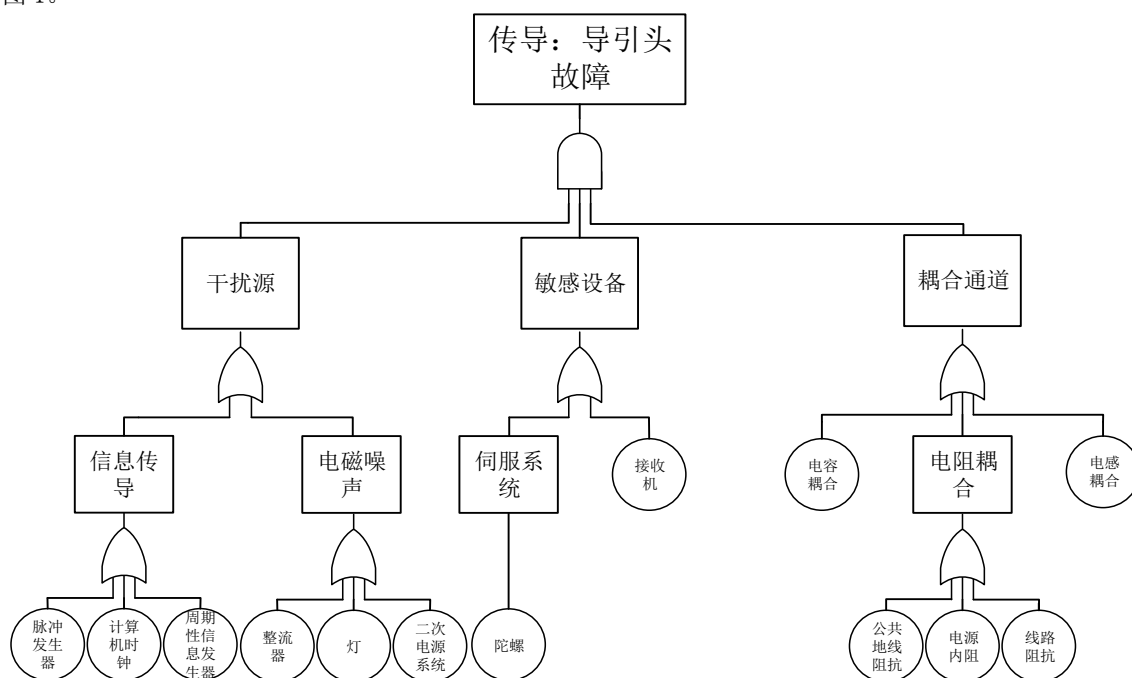 图1。
传导：导引头
故障
干扰源
敏感设备
耦合通道
信息传
导
电磁噪
声
伺服系
统
接收
机
电容
耦合
电阻耦
合
电感
耦合
脉冲
发生
器
计算
机时
钟
周期
性信
息发
生器
整流
器
灯
二次
电源
系统
陀螺
公共
地线
阻抗
电源
内阻
线路
阻抗